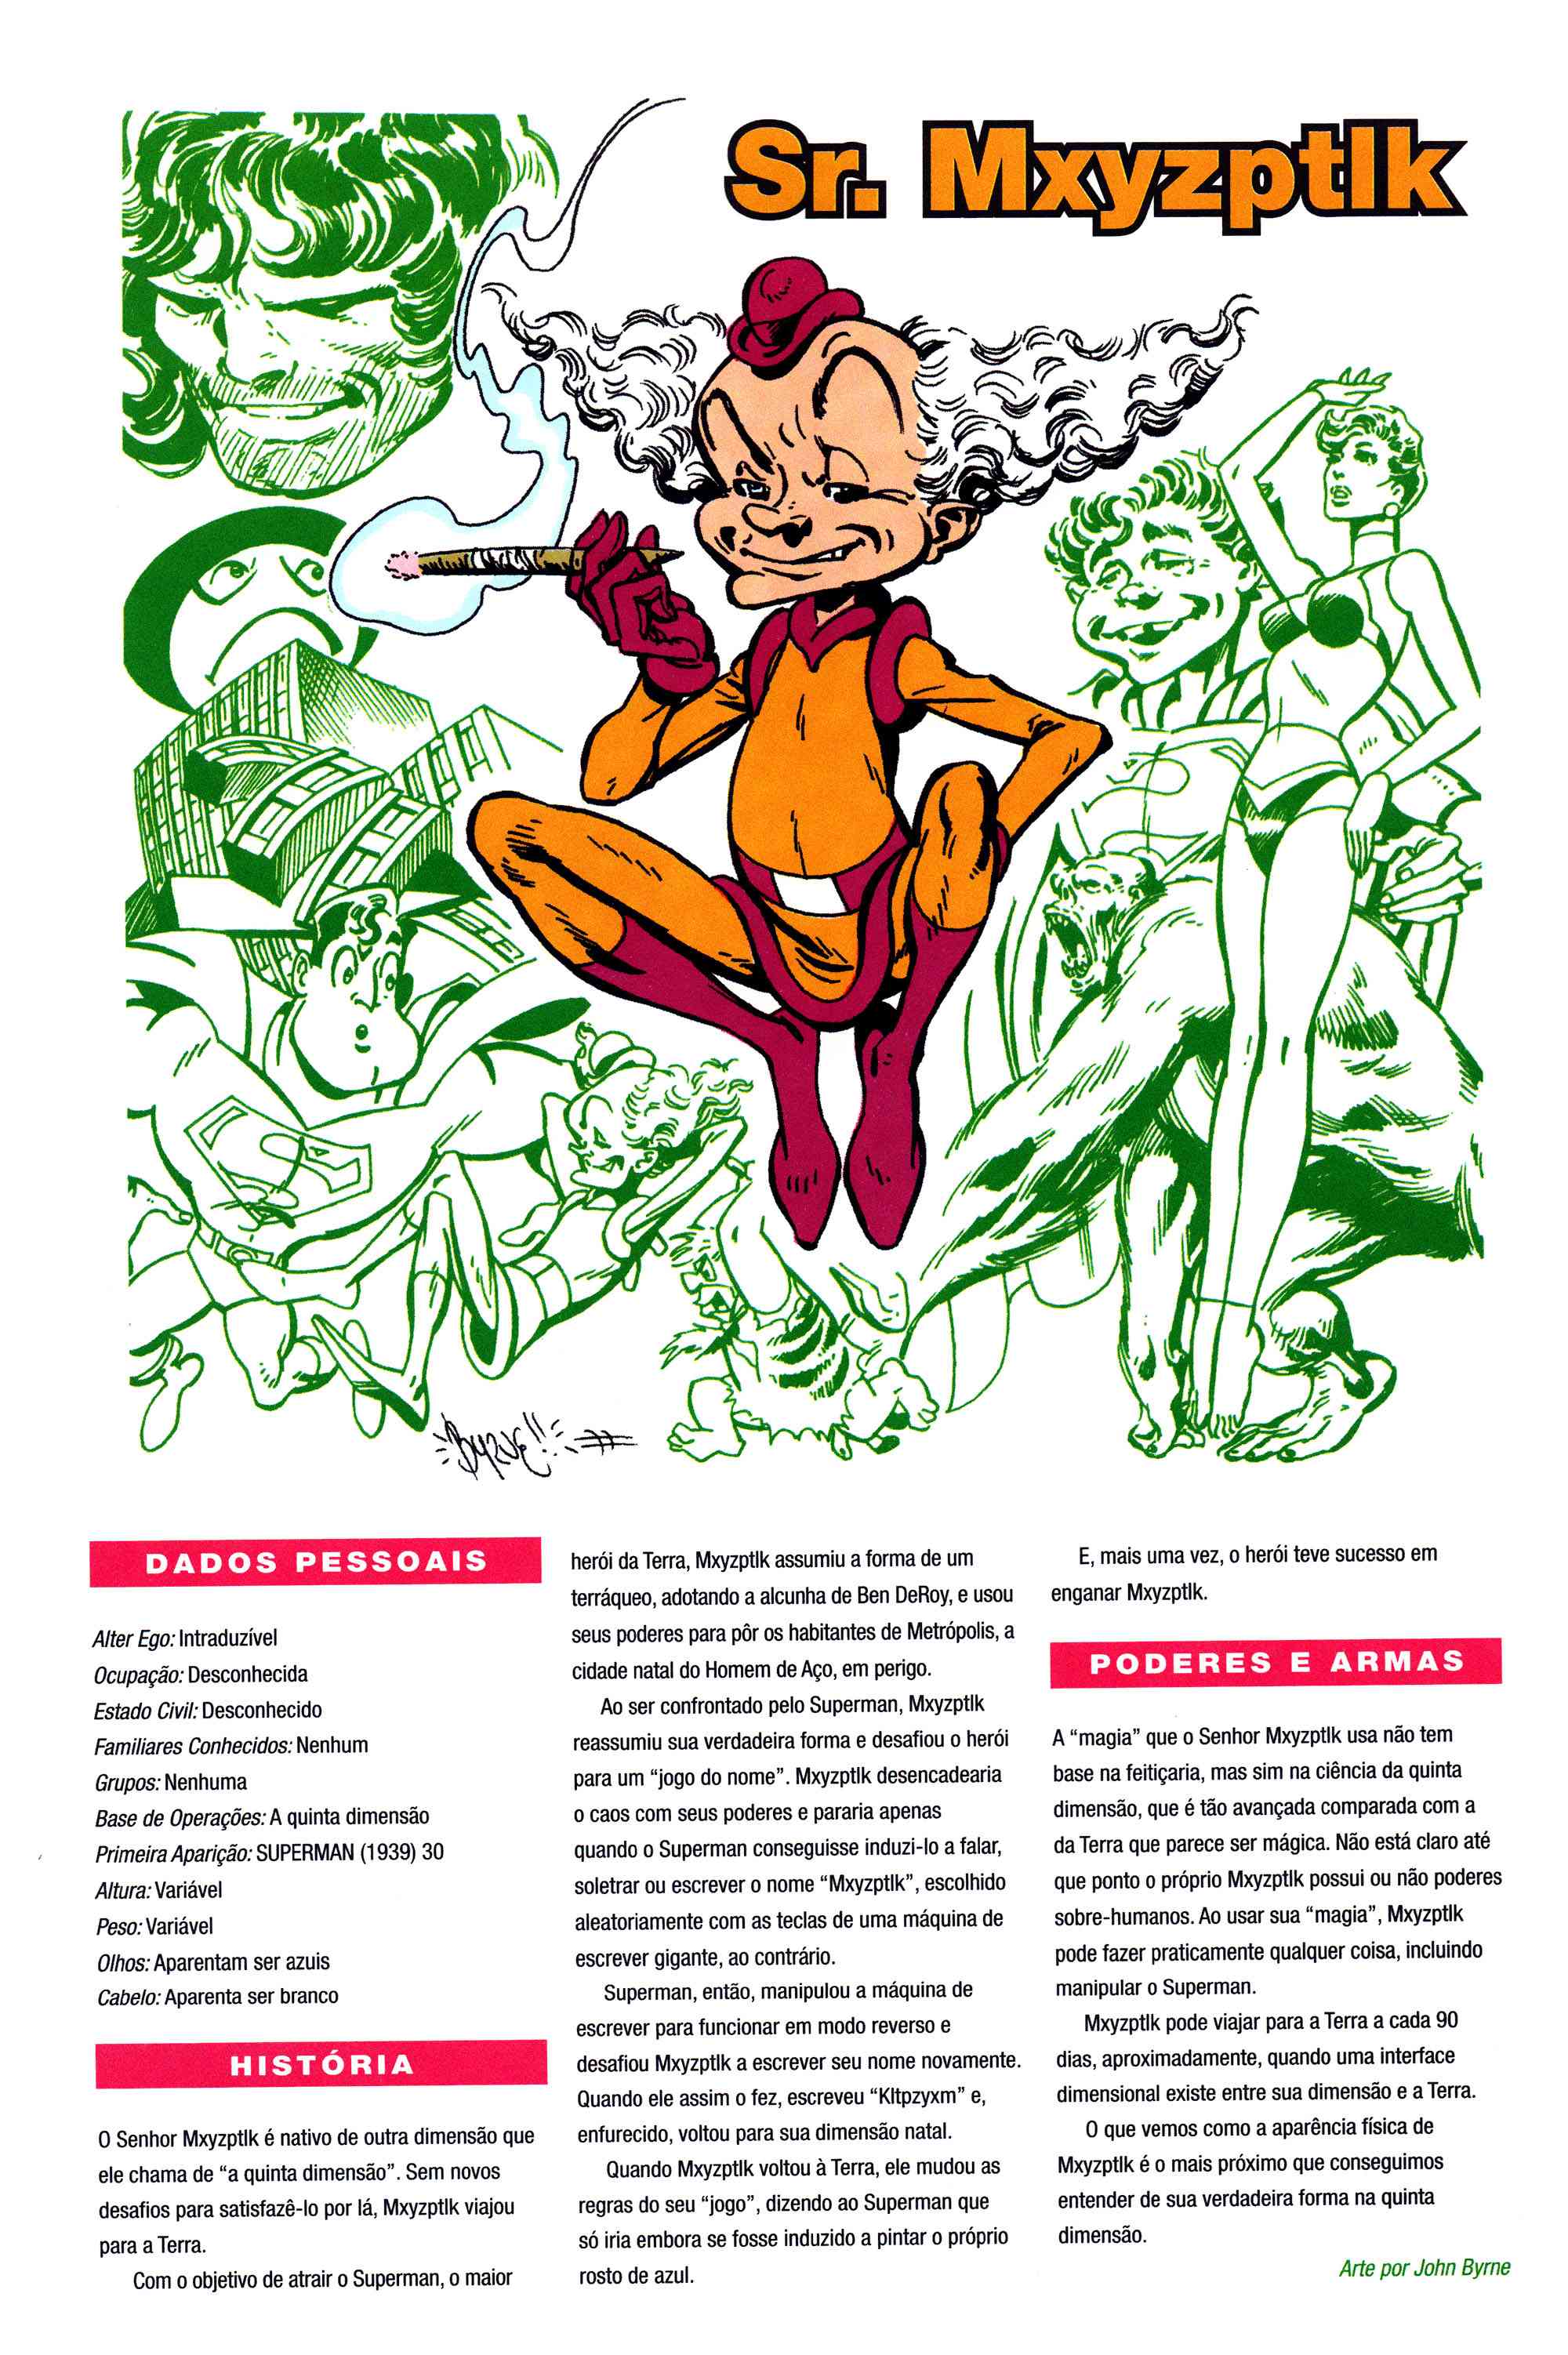 Sr. Mxyzptlk
Byrne!!
DADOS PESSOAIS
Alter Ego: Intraduzível
Ocupação: Desconhecida
Estado Civil: Desconhecido
Familiares Conhecidos: Nenhum
Grupos: Nenhuma
Base de Operações: A quinta dimensão
Primeira Aparição: SUPERMAN (1939) 30
Altura: Variável
Peso: Variável
Olhos: Aparentam ser azuis
Cabelo: Aparenta ser branco
HISTÓRIA
O Senhor Mxyzptlk é nativo de outra dimensão que
ele chama de “a quinta dimensão”. Sem novos
desafios para satisfazê-lo por lá, Mxyzptlk viajou
para a Terra.
Com o objetivo de atrair o Superman, o maior
herói da Terra, Mxyzptlk assumiu a forma de um
terráqueo, adotando a alcunha de Ben DeRoy, e usou
seus poderes para pôr os habitantes de Metrópolis, a
cidade natal do Homem de Aço, em perigo.
Ao ser confrontado pelo Superman, Mxyzptlk
reassumiu sua verdadeira forma e desafiou o herói
para um “jogo do nome”. Mxyzptlk desencadearia
o caos com seus poderes e pararia apenas
quando o Superman conseguisse induzi-lo a falar,
soletrar ou escrever o nome “Mxyzptlk”, escolhido
aleatoriamente com as teclas de uma máquina de
escrever gigante, ao contrário.
Superman, então, manipulou a máquina de
escrever para funcionar em modo reverso e
desafiou Mxyzptlk a escrever seu nome novamente.
Quando ele assim o fez, escreveu “Kltpzyxm” e,
enfurecido, voltou para sua dimensão natal.
Quando Mxyzptlk voltou à Terra, ele mudou as
regras do seu “jogo”, dizendo ao Superman que
só iria embora se fosse induzido a pintar o próprio
rosto de azul.
E, mais uma vez, o herói teve sucesso em
enganar Mxyzptlk.
PODERES E ARMAS
A “magia” que o Senhor Mxyzptlk usa não tem
base na feitiçaria, mas sim na ciência da quinta
dimensão, que é tão avançada comparada com a
da Terra que parece ser mágica. Não está claro até
que ponto o próprio Mxyzptlk possui ou não poderes
sobre-humanos. Ao usar sua “magia”, Mxyzptlk
pode fazer praticamente qualquer coisa, incluindo
manipular o Superman.
Mxyzptlk pode viajar para a Terra a cada 90
dias, aproximadamente, quando uma interface
dimensional existe entre sua dimensão e a Terra.
O que vemos como a aparência física de
Mxyzptlk é o mais próximo que conseguimos
entender de sua verdadeira forma na quinta
dimensão.
Arte por John Byrne